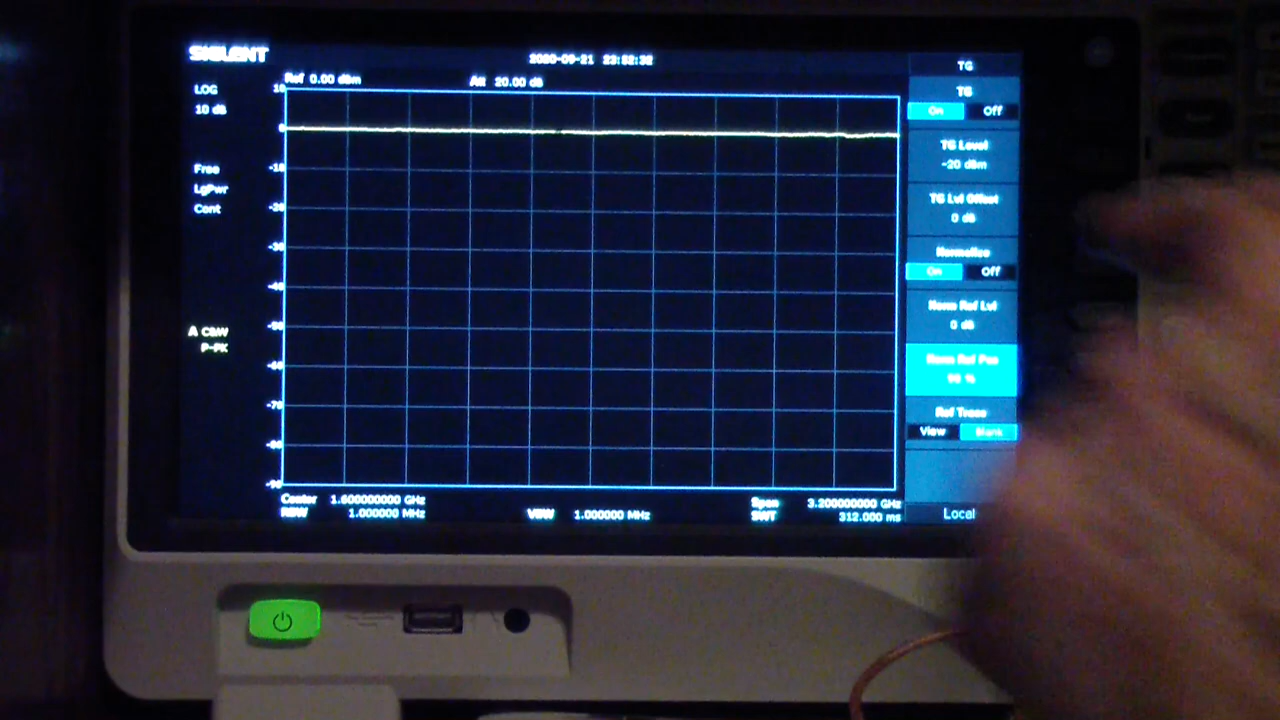 SIGLENT
2020-09-21 23:52:32
TG
Ref 0.00 dBm
Att 20.00 dB
LOG
10 dB
Free
LgPwr
Cont
A C&W
P-PK
10
0
-10
-20
-30
-40
-50
-60
-70
-80
-90
Center 1.600000000 GHz
Span 3.200000000 GHz
RBW 1.000000 MHz
VBW 1.000000 MHz
SWT 312.000 ms
TG
On Off
TG Level
-20 dBm
TG Lvl Offset
0 dB
Normalize
On Off
Norm Ref Lvl
0 dB
Norm Ref Pos
Ref Trace
View Blank
Local